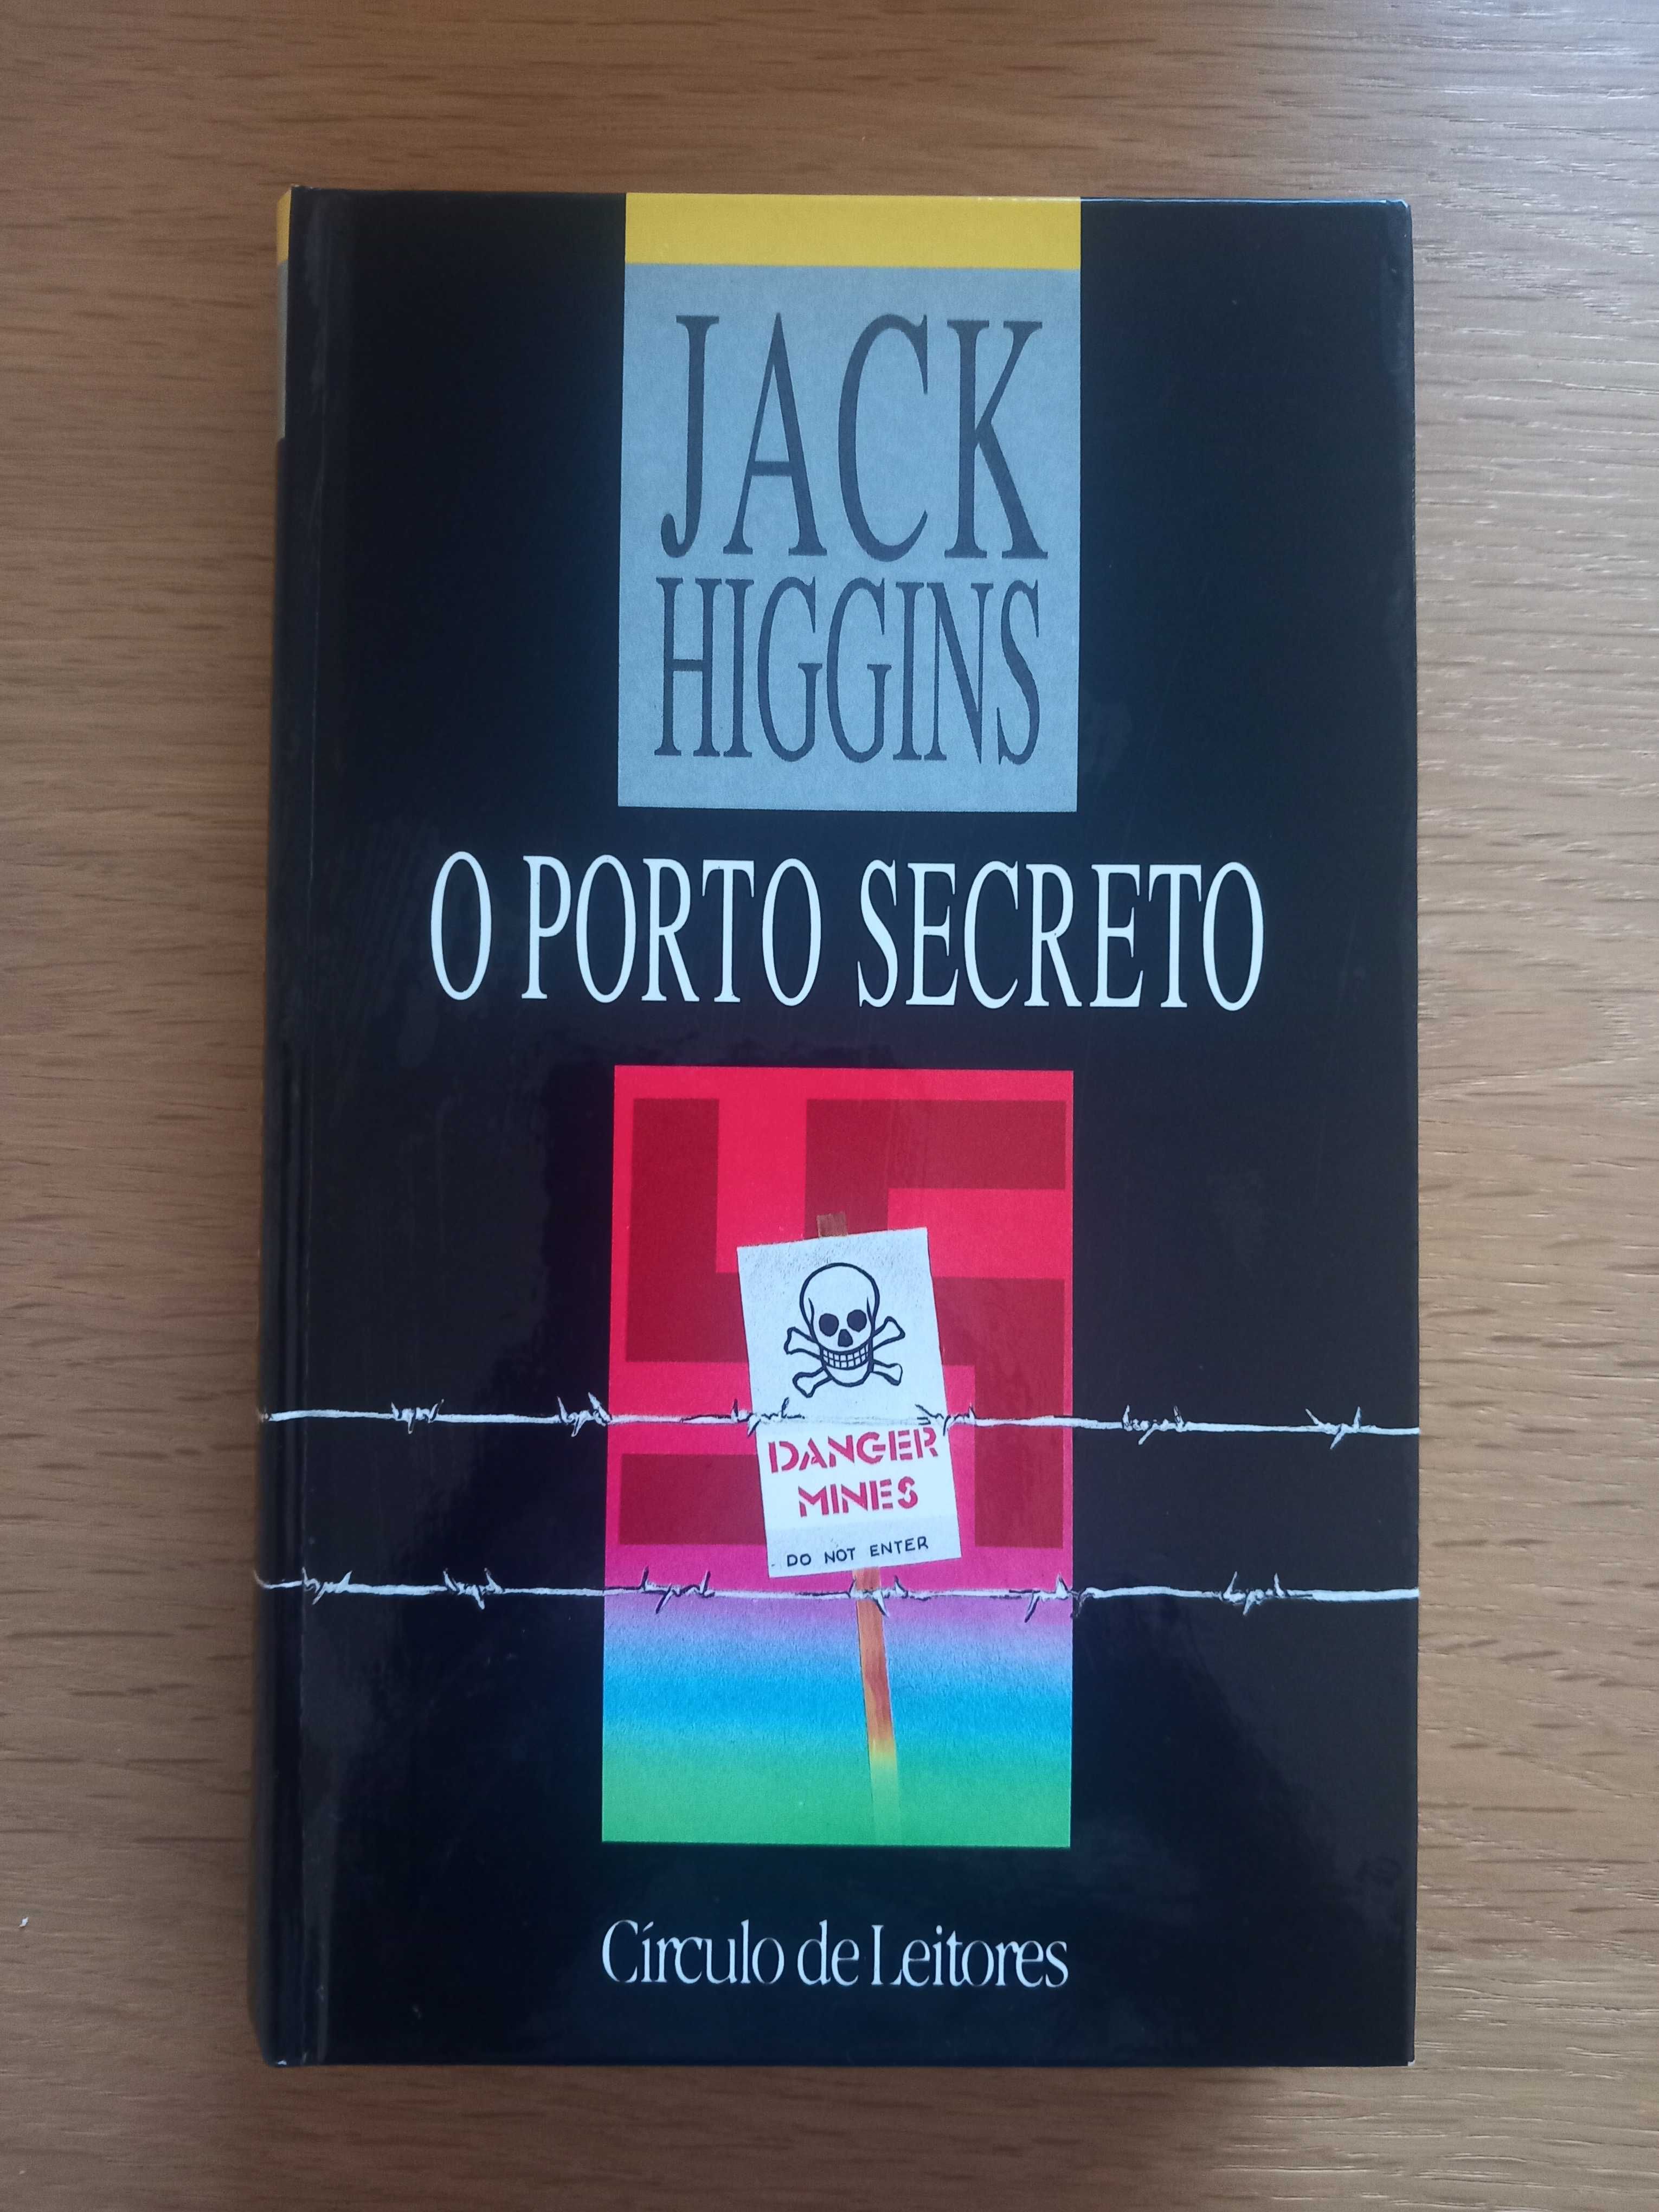 JACK
HIGGINS
O PORTO SECRETO
DANGER
MINES
DO NOT ENTER
Círculo de Leitores